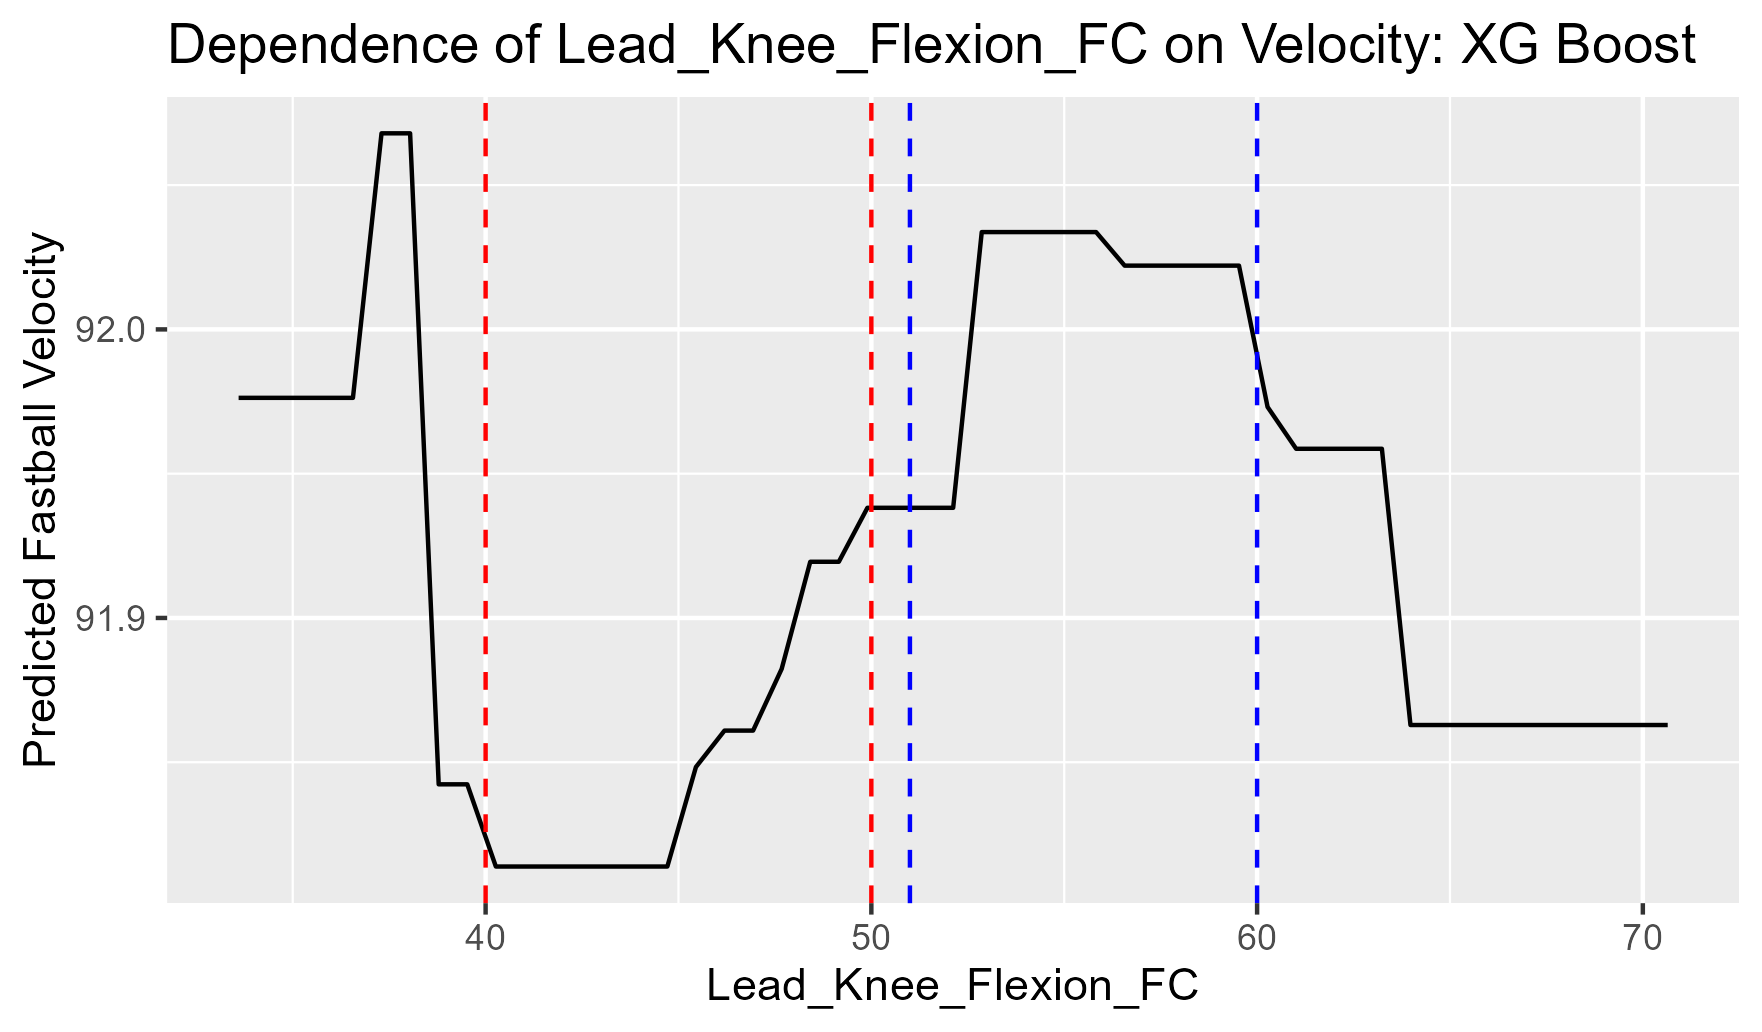 Dependence of Lead_Knee_Flexion_FC on Velocity: XG Boost
Predicted Fastball Velocity
92.0
91.9
40 50 60 70
Lead_Knee_Flexion_FC